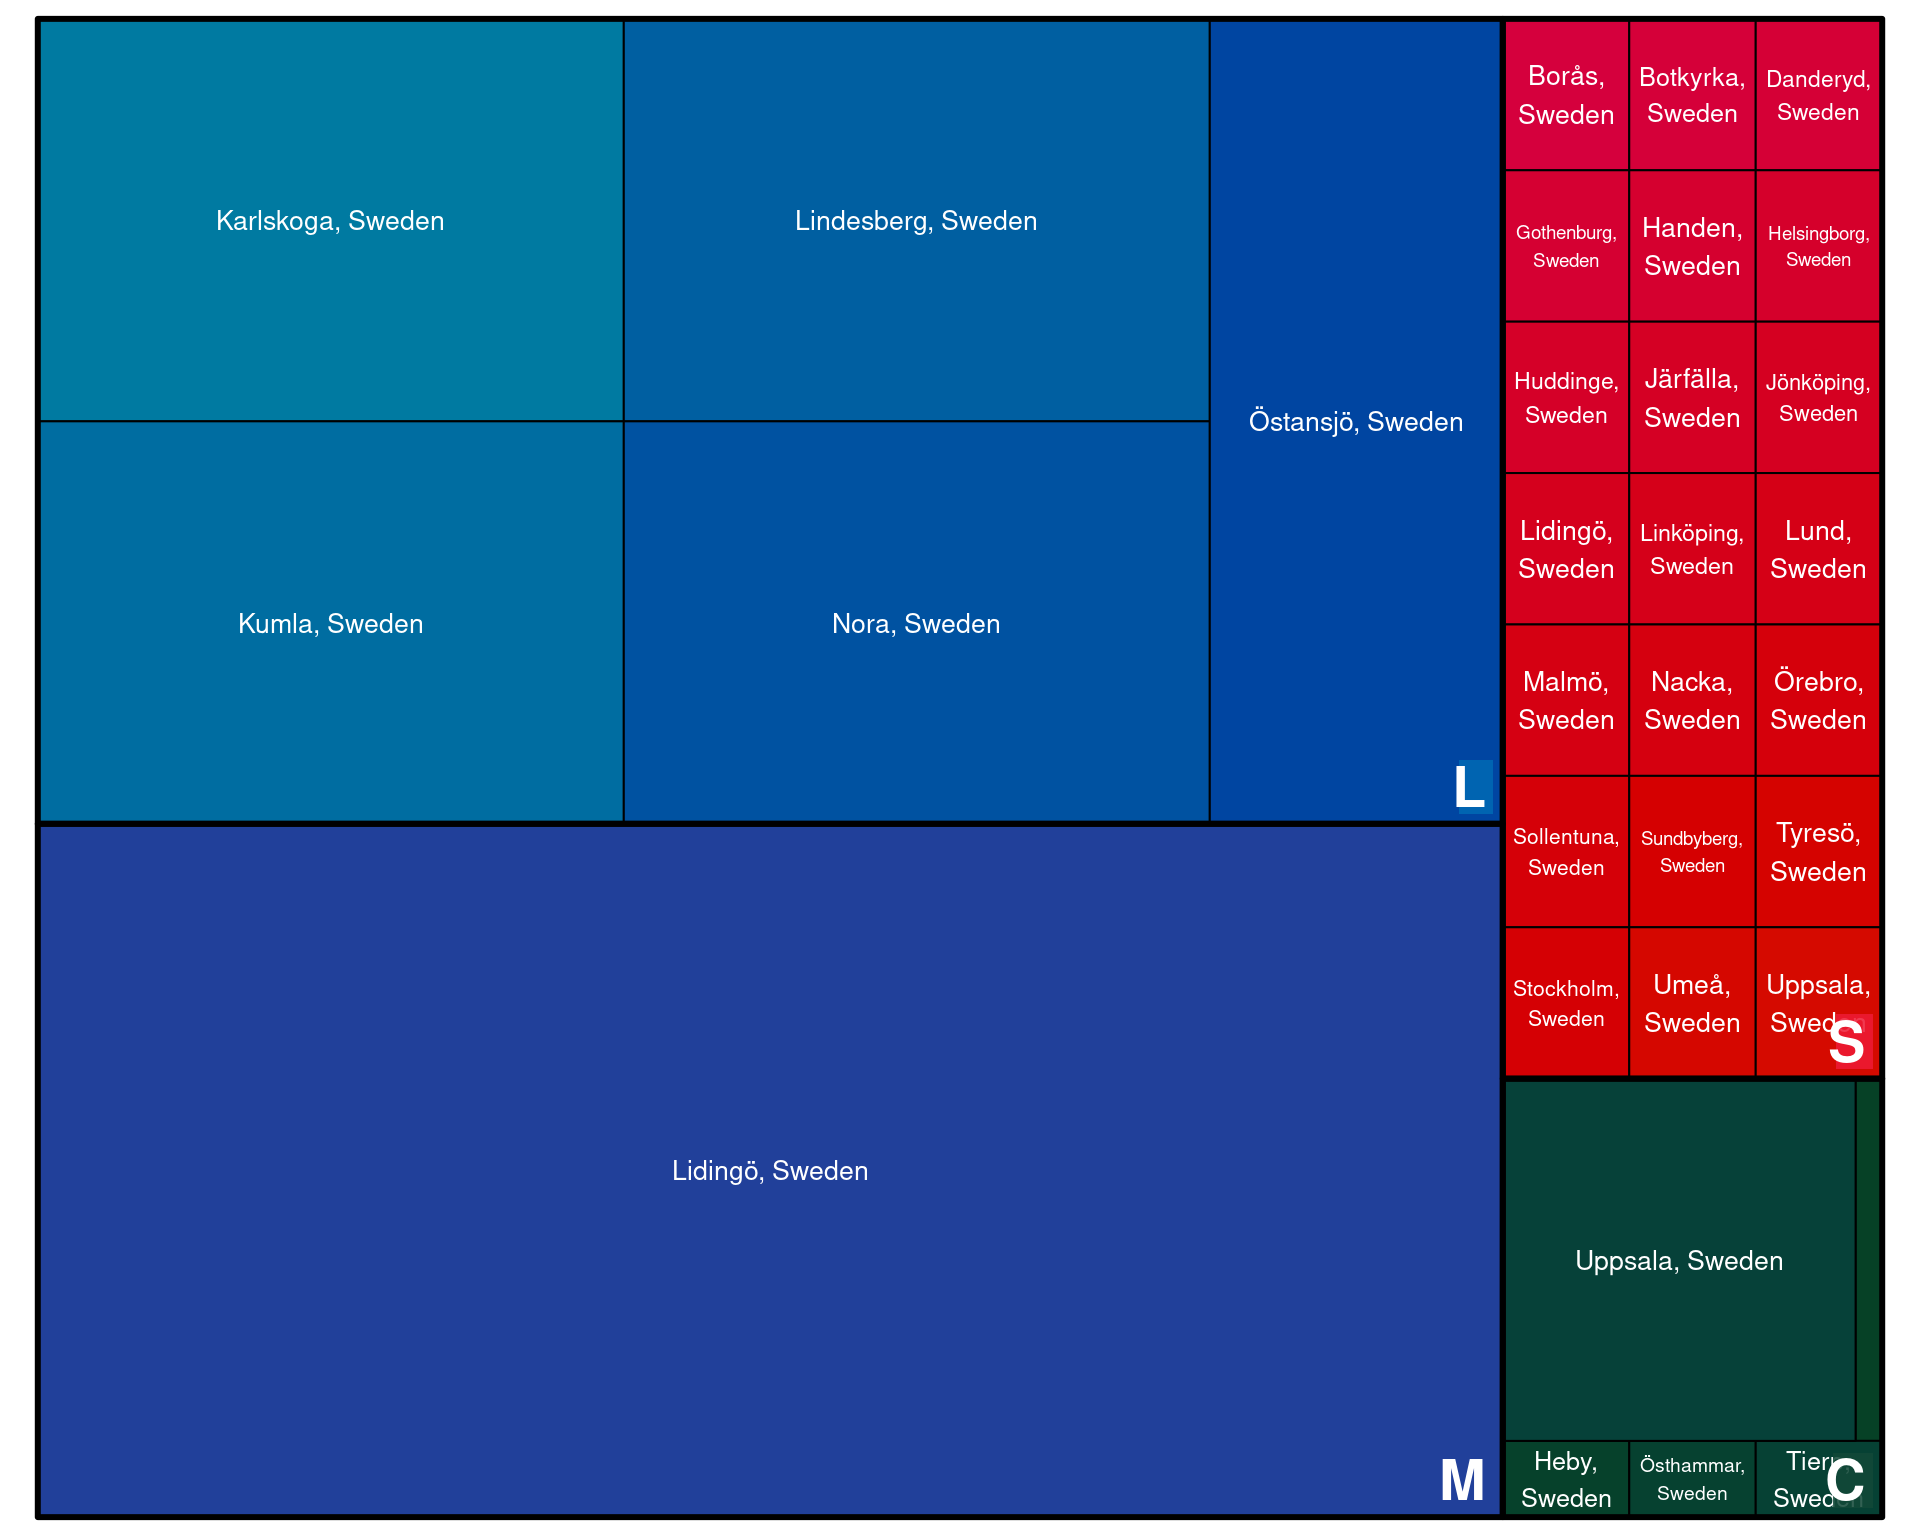 Karlskoga, Sweden
Lindesberg, Sweden
Östansjö, Sweden
Kumla, Sweden
Nora, Sweden
L
Lidingö, Sweden
M
Borås,
Sweden
Botkyrka,
Sweden
Danderyd,
Sweden
Gothenburg,
Sweden
Handen,
Sweden
Helsingborg,
Sweden
Huddinge,
Sweden
Järfälla,
Sweden
Jönköping,
Sweden
Lidingö,
Sweden
Linköping,
Sweden
Lund,
Sweden
Malmö,
Sweden
Nacka,
Sweden
Örebro,
Sweden
Sollentuna,
Sweden
Sundbyberg,
Sweden
Tyresö,
Sweden
Stockholm,
Sweden
Umeå,
Sweden
Uppsala,
Sweden
S
Uppsala, Sweden
Heby,
Sweden
Östhammar,
Sweden
Sweden
C